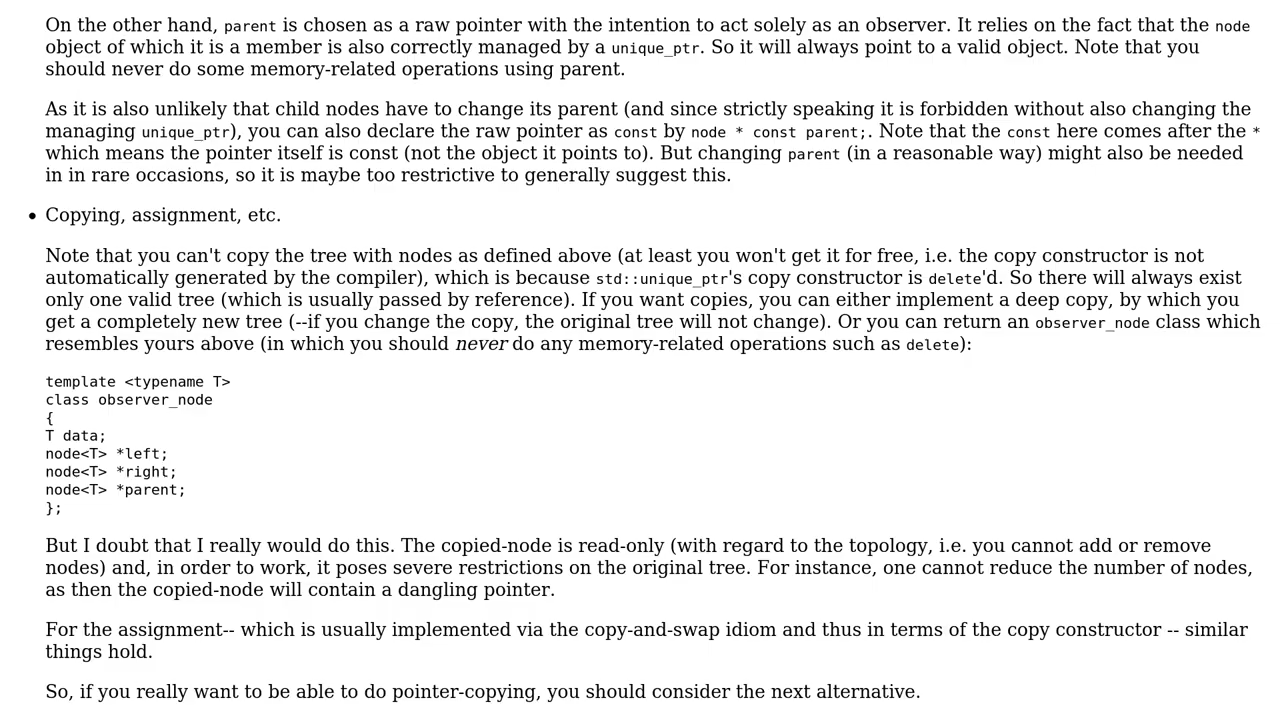 On the other hand, parent is chosen as a raw pointer with the intention to act solely as an observer. It relies on the fact that the node
object of which it is a member is also correctly managed by a unique_ptr. So it will always point to a valid object. Note that you
should never do some memory-related operations using parent.
As it is also unlikely that child nodes have to change its parent (and since strictly speaking it is forbidden without also changing the
managing unique_ptr), you can also declare the raw pointer as const by node * const parent;. Note that the const here comes after the *
which means the pointer itself is const (not the object it points to). But changing parent (in a reasonable way) might also be needed
in in rare occasions, so it is maybe too restrictive to generally suggest this.
• Copying, assignment, etc.
Note that you can't copy the tree with nodes as defined above (at least you won't get it for free, i.e. the copy constructor is not
automatically generated by the compiler), which is because std::unique_ptr's copy constructor is delete'd. So there will always exist
only one valid tree (which is usually passed by reference). If you want copies, you can either implement a deep copy, by which you
get a completely new tree (--if you change the copy, the original tree will not change). Or you can return an observer_node class which
resembles yours above (in which you should never do any memory-related operations such as delete):
template <typename T>
class observer_node
{
T data;
node<T> *left;
node<T> *right;
node<T> *parent;
};
But I doubt that I really would do this. The copied-node is read-only (with regard to the topology, i.e. you cannot add or remove
nodes) and, in order to work, it poses severe restrictions on the original tree. For instance, one cannot reduce the number of nodes,
as then the copied-node will contain a dangling pointer.
For the assignment-- which is usually implemented via the copy-and-swap idiom and thus in terms of the copy constructor -- similar
things hold.
So, if you really want to be able to do pointer-copying, you should consider the next alternative.